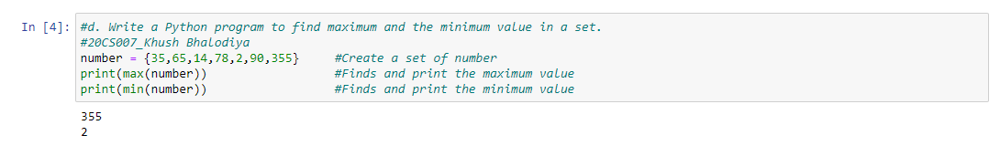 In [4]: #d. Write a Python program to find maximum and the minimum value in a set.
#20CS007_Khush Bhalodiya
number = {35,65,14,78,2,90,355}     #Create a set of number
print(max(number))                  #Finds and print the maximum value
print(min(number))                  #Finds and print the minimum value
355
2